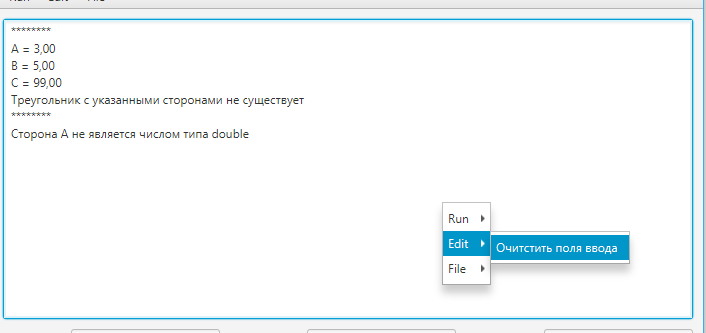 ********
A = 3,00
B = 5,00
C = 99,00
Треугольник с указанными сторонами не существует
********
Сторона А не является числом типа double
Run
Edit
Очитстить поля ввода
File